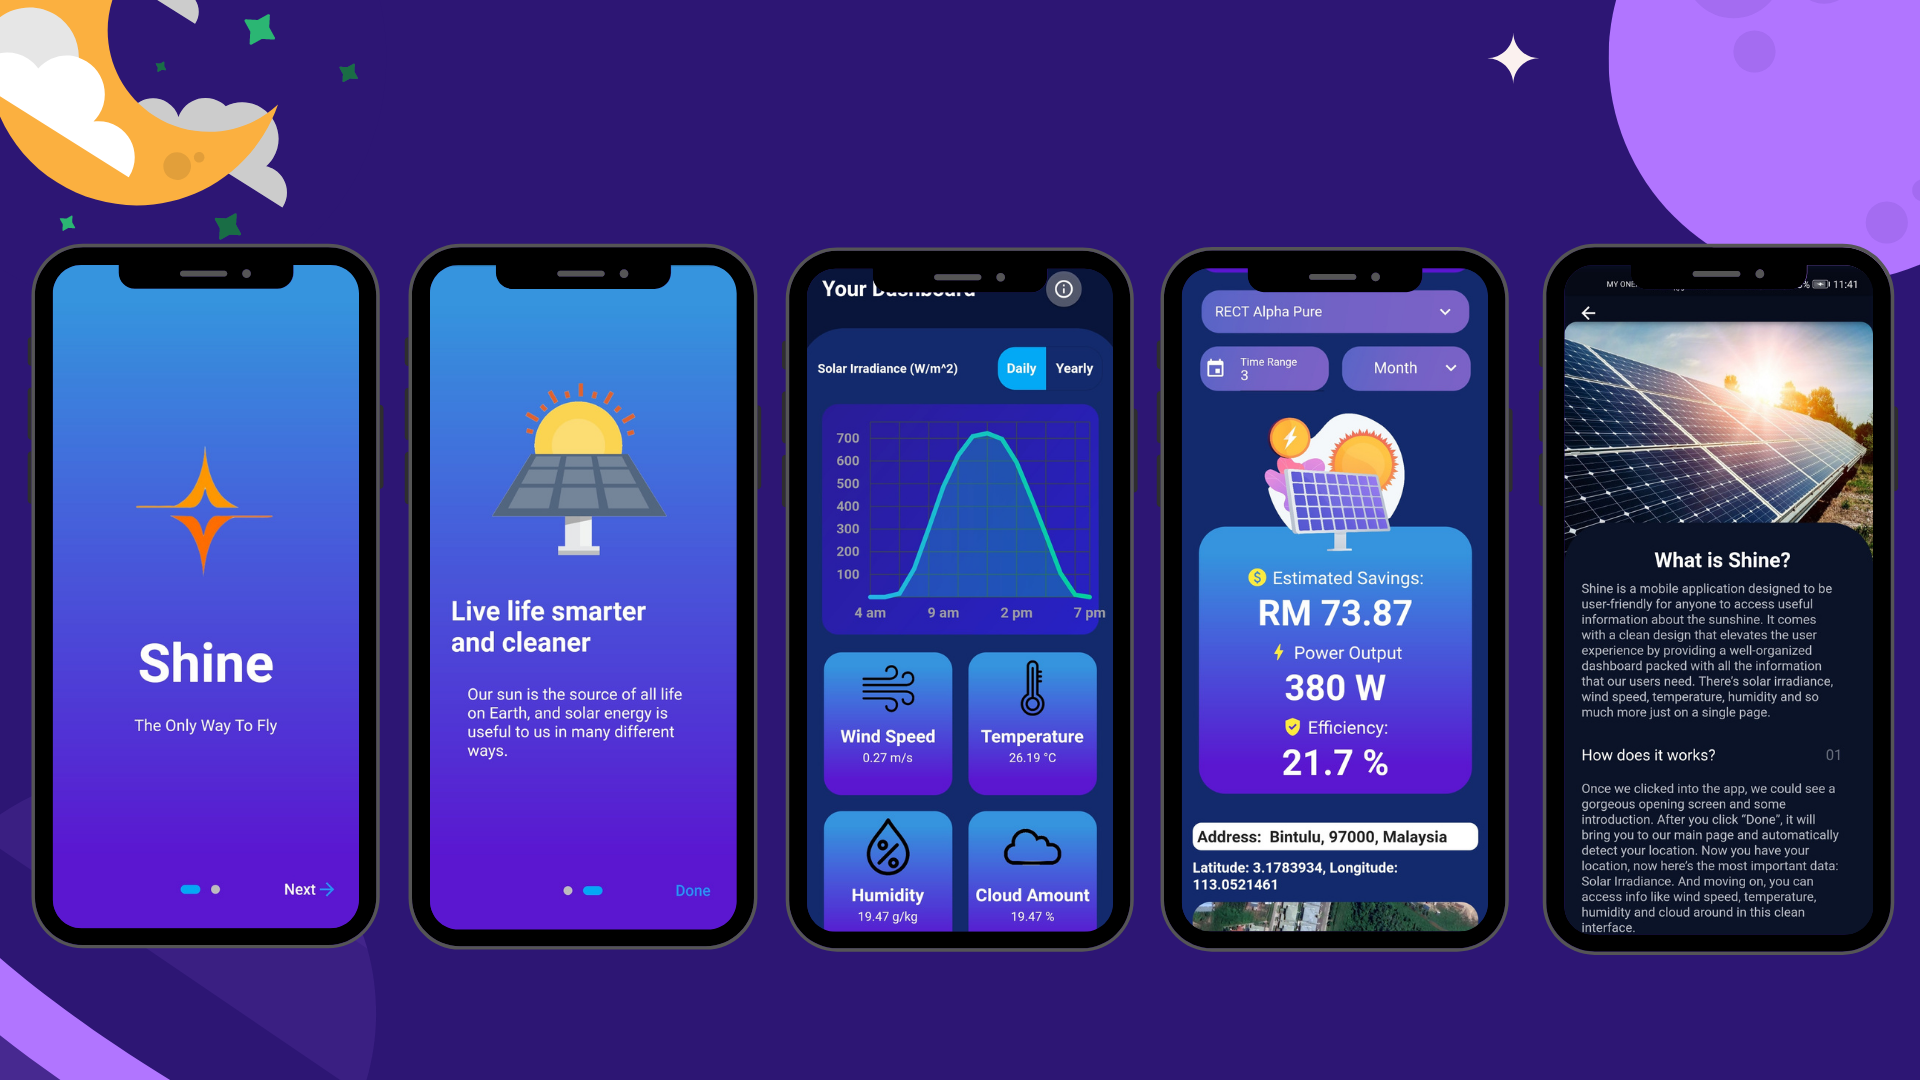 Shine
The Only Way To Fly
Next
Live life smarter
and cleaner
Our sun is the source of all life
on Earth, and solar energy is
useful to us in many different
ways.
Done
Your Dashboard
Solar Irradiance (W/m^2)
Daily
Yearly
700
600
500
400
300
200
100
4 am
9 am
2 pm
7 pm
Wind Speed
0.27 m/s
Temperature
26.19 °C
Humidity
19.47 g/kg
Cloud Amount
19.47 %
RECT Alpha Pure
Time Range
3
Month
$ Estimated Savings:
RM 73.87
Power Output
380 W
Efficiency:
21.7 %
Address: Bintulu, 97000, Malaysia
Latitude: 3.1783934, Longitude:
113.0521461
MY ONE
% 11:41
What is Shine?
Shine is a mobile application designed to be
user-friendly for anyone to access useful
information about the sunshine. It comes
with a clean design that elevates the user
experience by providing a well-organized
dashboard packed with all the information
that our users need. There's solar irradiance,
wind speed, temperature, humidity and so
much more just on a single page.
How does it works? 01
Once we clicked into the app, we could see a
gorgeous opening screen and some
introduction. After you click “Done”, it will
bring you to our main page and automatically
detect your location. Now you have your
location, now here's the most important data:
Solar Irradiance. And moving on, you can
access info like wind speed, temperature,
humidity and cloud around in this clean
interface.